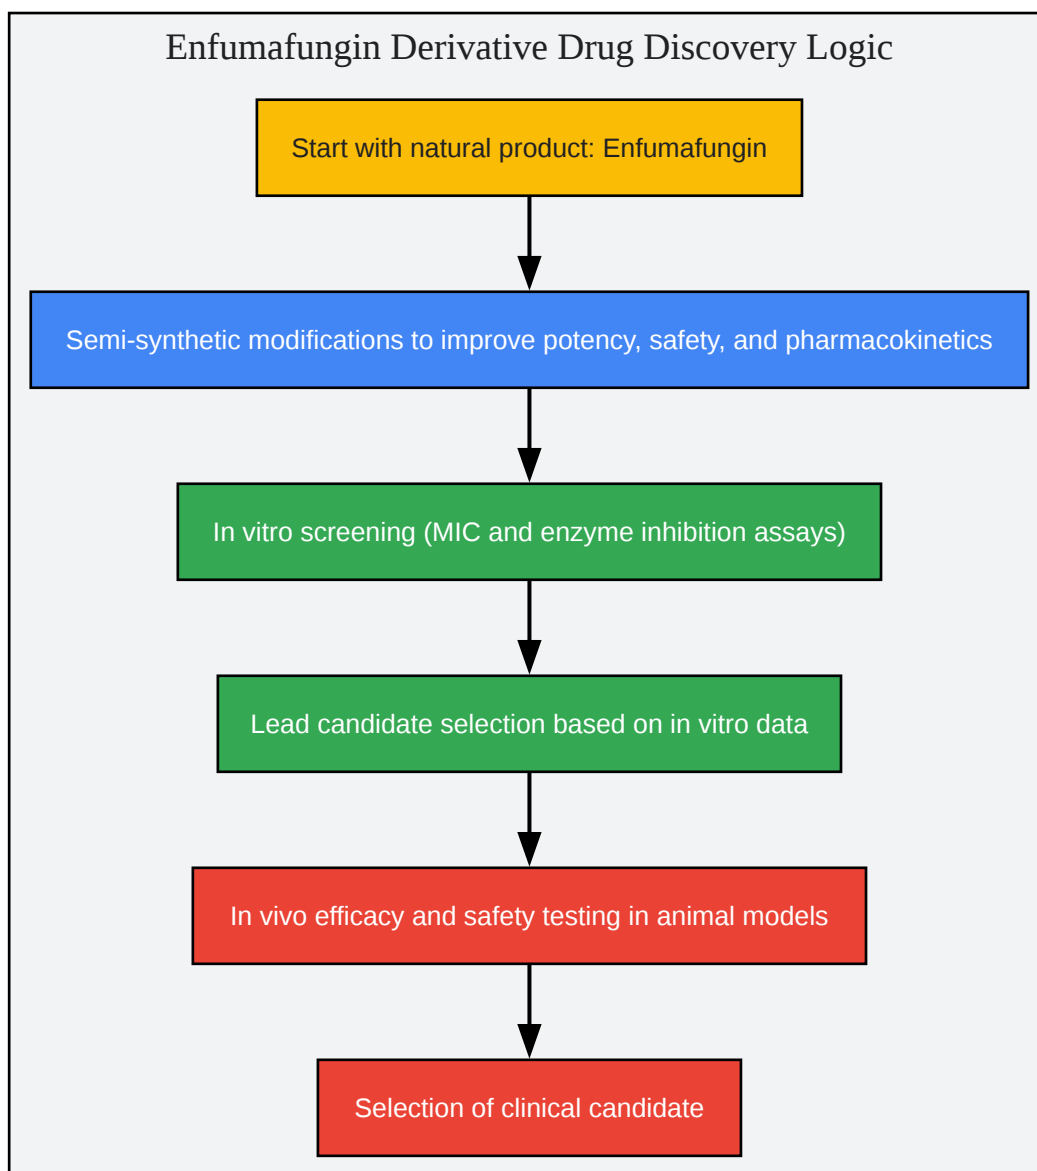 Enfumafungin Derivative Drug Discovery Logic
Start with natural product: Enfumafungin
Semi-synthetic modifications to improve potency, safety, and pharmacokinetics
In vitro screening (MIC and enzyme inhibition assays)
Lead candidate selection based on in vitro data
In vivo efficacy and safety testing in animal models
Selection of clinical candidate